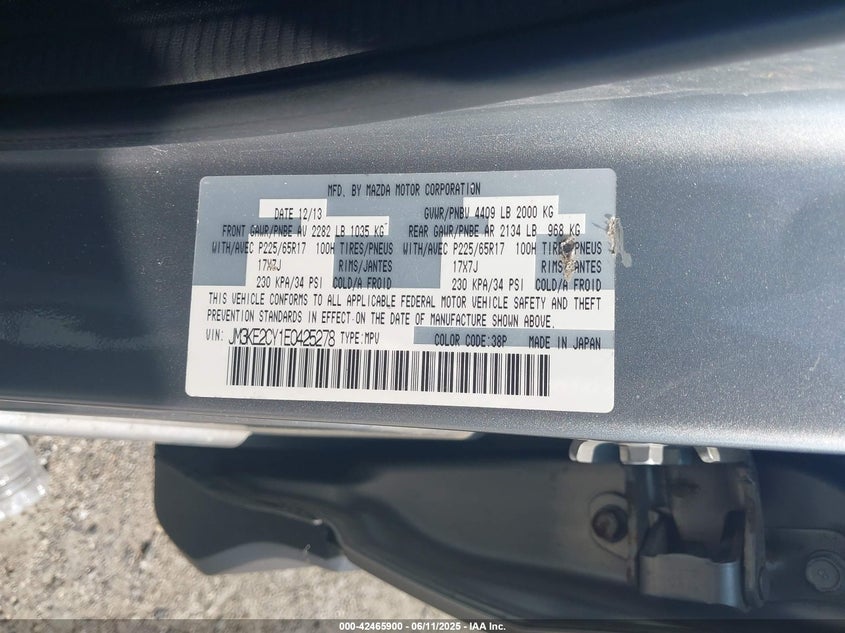 MFD. BY MAZDA MOTOR CORPORATION
DATE 12/13 GVWR/PNBV 4409 LB 2000 KG
FRONT GAWR/PNBE AV 2282 LB 1035 KG REAR GAWR/PNBE AR 2134 LB 968 KG
WITH/AVEC P225/65R17 100H TIRES/PNEUS WITH/AVEC P225/65R17 100H TIRES/PNEUS
17X7J RIMS/JANTES 17X7J RIMS/JANTES
230 KPA/34 PSI COLD/A FROID 230 KPA/34 PSI COLD/A FROID
THIS VEHICLE CONFORMS TO ALL APPLICABLE FEDERAL MOTOR VEHICLE SAFETY AND THEFT
PREVENTION STANDARDS IN EFFECT ON THE DATE OF MANUFACTURE SHOWN ABOVE.
VIN: JM3KE2CY1E0425278 TYPE:MPV COLOR CODE:38P MADE IN JAPAN
000-42465900 - 06/11/2025 - IAA Inc.